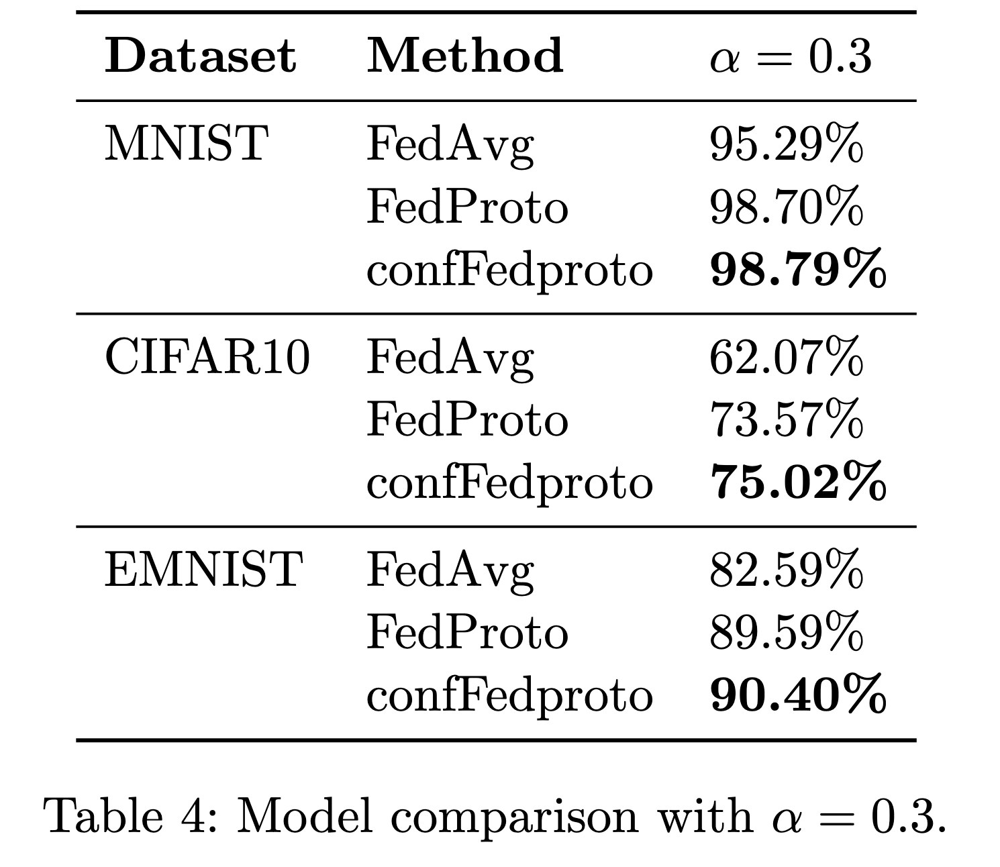 Dataset Method α = 0.3
MNIST FedAvg 95.29%
FedProto 98.70%
confFedproto 98.79%
CIFAR10 FedAvg 62.07%
FedProto 73.57%
confFedproto 75.02%
EMNIST FedAvg 82.59%
FedProto 89.59%
confFedproto 90.40%
Table 4: Model comparison with α = 0.3.